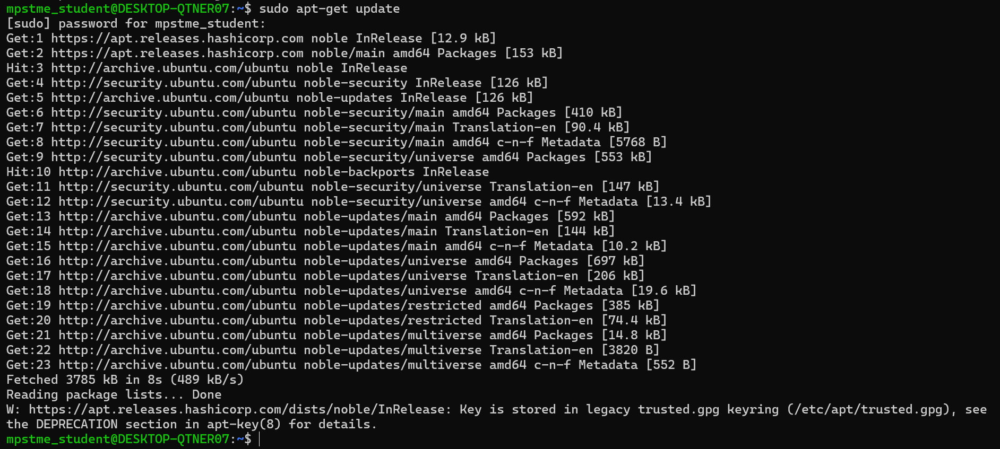 mpstme_student@DESKTOP-QTNER07:~$ sudo apt-get update
[sudo] password for mpstme_student:
Get:1 https://apt.releases.hashicorp.com noble InRelease [12.9 kB]
Get:2 https://apt.releases.hashicorp.com noble/main amd64 Packages [153 kB]
Hit:3 http://archive.ubuntu.com/ubuntu noble InRelease
Get:4 http://security.ubuntu.com/ubuntu noble-security InRelease [126 kB]
Get:5 http://archive.ubuntu.com/ubuntu noble-updates InRelease [126 kB]
Get:6 http://security.ubuntu.com/ubuntu noble-security/main amd64 Packages [410 kB]
Get:7 http://security.ubuntu.com/ubuntu noble-security/main Translation-en [90.4 kB]
Get:8 http://security.ubuntu.com/ubuntu noble-security/main amd64 c-n-f Metadata [5768 B]
Get:9 http://security.ubuntu.com/ubuntu noble-security/universe amd64 Packages [553 kB]
Hit:10 http://archive.ubuntu.com/ubuntu noble-backports InRelease
Get:11 http://security.ubuntu.com/ubuntu noble-security/universe Translation-en [147 kB]
Get:12 http://security.ubuntu.com/ubuntu noble-security/universe amd64 c-n-f Metadata [13.4 kB]
Get:13 http://archive.ubuntu.com/ubuntu noble-updates/main amd64 Packages [592 kB]
Get:14 http://archive.ubuntu.com/ubuntu noble-updates/main Translation-en [144 kB]
Get:15 http://archive.ubuntu.com/ubuntu noble-updates/main amd64 c-n-f Metadata [10.2 kB]
Get:16 http://archive.ubuntu.com/ubuntu noble-updates/universe amd64 Packages [697 kB]
Get:17 http://archive.ubuntu.com/ubuntu noble-updates/universe Translation-en [206 kB]
Get:18 http://archive.ubuntu.com/ubuntu noble-updates/universe amd64 c-n-f Metadata [19.6 kB]
Get:19 http://archive.ubuntu.com/ubuntu noble-updates/restricted amd64 Packages [385 kB]
Get:20 http://archive.ubuntu.com/ubuntu noble-updates/restricted Translation-en [74.4 kB]
Get:21 http://archive.ubuntu.com/ubuntu noble-updates/multiverse amd64 Packages [14.8 kB]
Get:22 http://archive.ubuntu.com/ubuntu noble-updates/multiverse Translation-en [3820 B]
Get:23 http://archive.ubuntu.com/ubuntu noble-updates/multiverse amd64 c-n-f Metadata [552 B]
Fetched 3785 kB in 8s (489 kB/s)
Reading package lists... Done
W: https://apt.releases.hashicorp.com/dists/noble/InRelease: Key is stored in legacy trusted.gpg keyring (/etc/apt/trusted.gpg), see
the DEPRECATION section in apt-key(8) for details.
mpstme_student@DESKTOP-QTNER07:~$